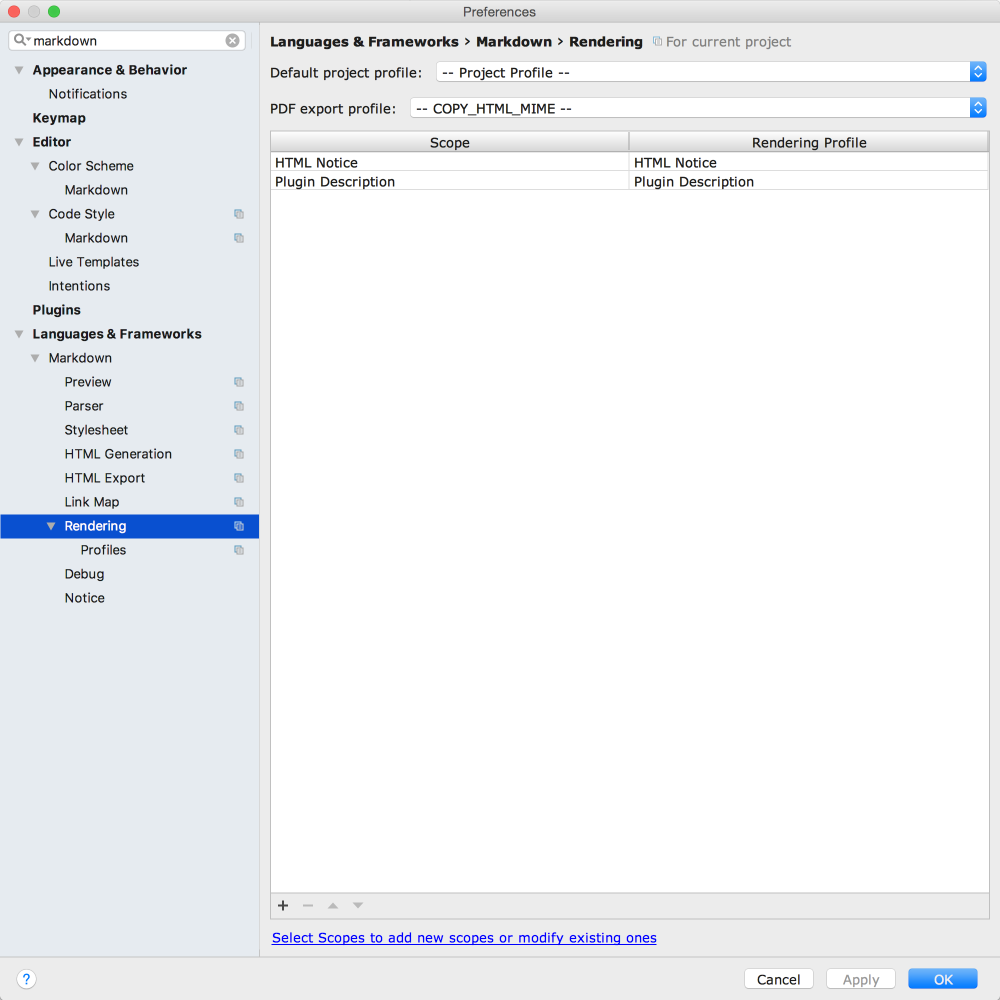 Preferences
markdown
Appearance & Behavior
Notifications
Keymap
Editor
Color Scheme
Markdown
Code Style
Markdown
Live Templates
Intentions
Plugins
Languages & Frameworks
Markdown
Preview
Parser
Stylesheet
HTML Generation
HTML Export
Link Map
Rendering
Profiles
Debug
Notice
Languages & Frameworks › Markdown › Rendering For current project
Default project profile: -- Project Profile --
PDF export profile: -- COPY_HTML_MIME --
Scope Rendering Profile
HTML Notice HTML Notice
Plugin Description Plugin Description
Select Scopes to add new scopes or modify existing ones
? Cancel Apply OK